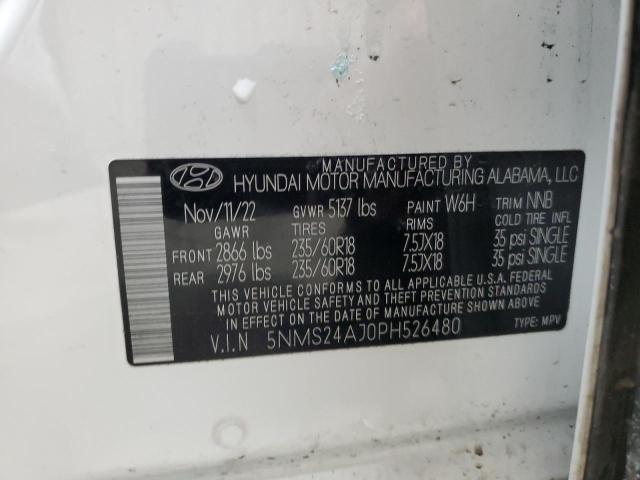 MANUFACTURED BY
HYUNDAI MOTOR MANUFACTURING ALABAMA, LLC
Nov/11/22 GVWR 5137 lbs PAINT W6H TRIM NNB
GAWR TIRES RIMS COLD TIRE INFL
FRONT 2866 lbs 235/60R18 7.5JX18 35 psi SINGLE
REAR 2976 lbs 235/60R18 7.5JX18 35 psi SINGLE
THIS VEHICLE CONFORMS TO ALL APPLICABLE U.S.A. FEDERAL
MOTOR VEHICLE SAFETY AND THEFT PREVENTION STANDARDS
IN EFFECT ON THE DATE OF MANUFACTURE SHOWN ABOVE.
V.I.N 5NMS24AJ0PH526480 TYPE: MPV